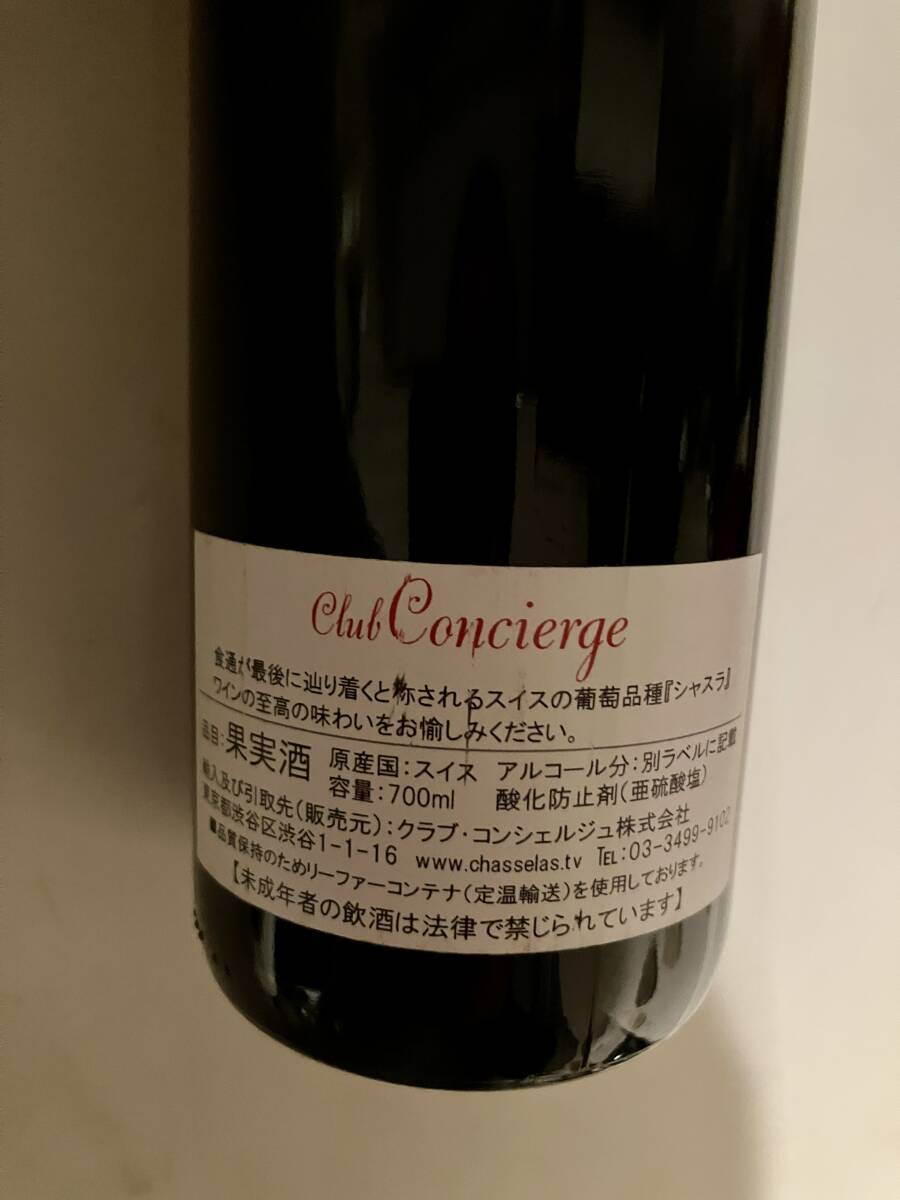 Club Concierge
食通が最後に辿り着くと称されるスイスの葡萄品種『シャスラ』
ワインの至高の味わいをお愉しみください。
品目:果実酒 原産国:スイス アルコール分:別ラベルに記載
容量:700ml 酸化防止剤(亜硫酸塩)
輸入及び引取先(販売元):クラブ・コンシェルジュ株式会社
東京都渋谷区渋谷1-1-16 www.chasselas.tv TEL:03-3499-9102
■品質保持のためリーファーコンテナ(定温輸送)を使用しております。
【未成年者の飲酒は法律で禁じられています】